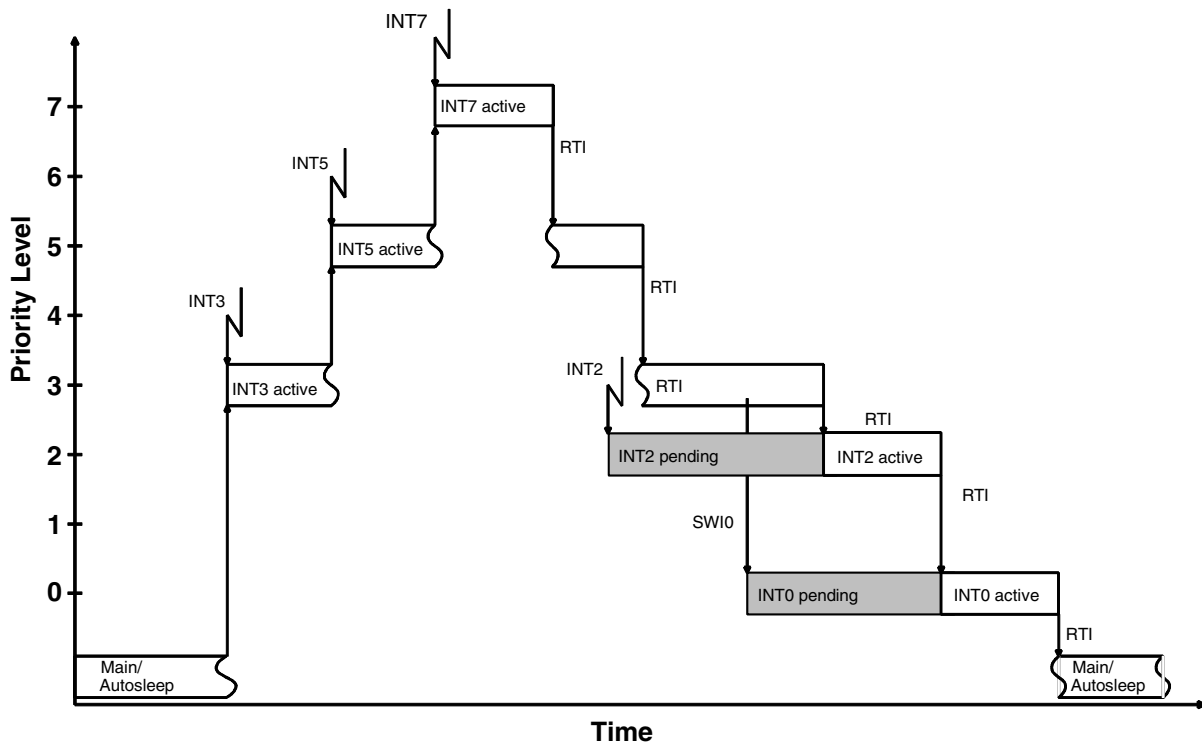 INT7
7
INT7 active
RTI
INT5
6
Priority Level
5
INT5 active
RTI
INT3
4
INT2
3
INT3 active
RTI
RTI
2
INT2 pending
INT2 active
RTI
SWI0
1
0
INT0 pending
INT0 active
RTI
Main/
Autosleep
Main/
Autosleep
Time